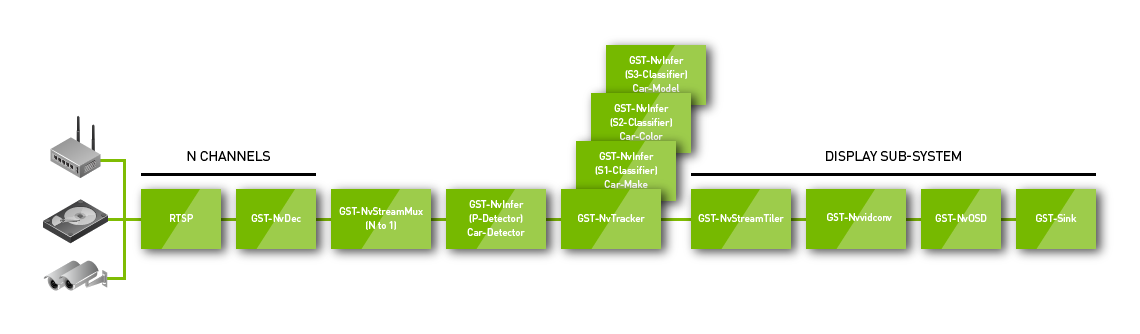 GST-NvInfer
(S3-Classifier)
Car-Model
GST-NvInfer
(S2-Classifier)
Car-Color
GST-NvInfer
(S1-Classifier)
Car-Make
N CHANNELS
DISPLAY SUB-SYSTEM
RTSP
GST-NvDec
GST-NvStreamMux
(N to 1)
GST-NvInfer
(P-Detector)
Car-Detector
GST-NvTracker
GST-NvStreamTiler
GST-Nvvidconv
GST-NvOSD
GST-Sink